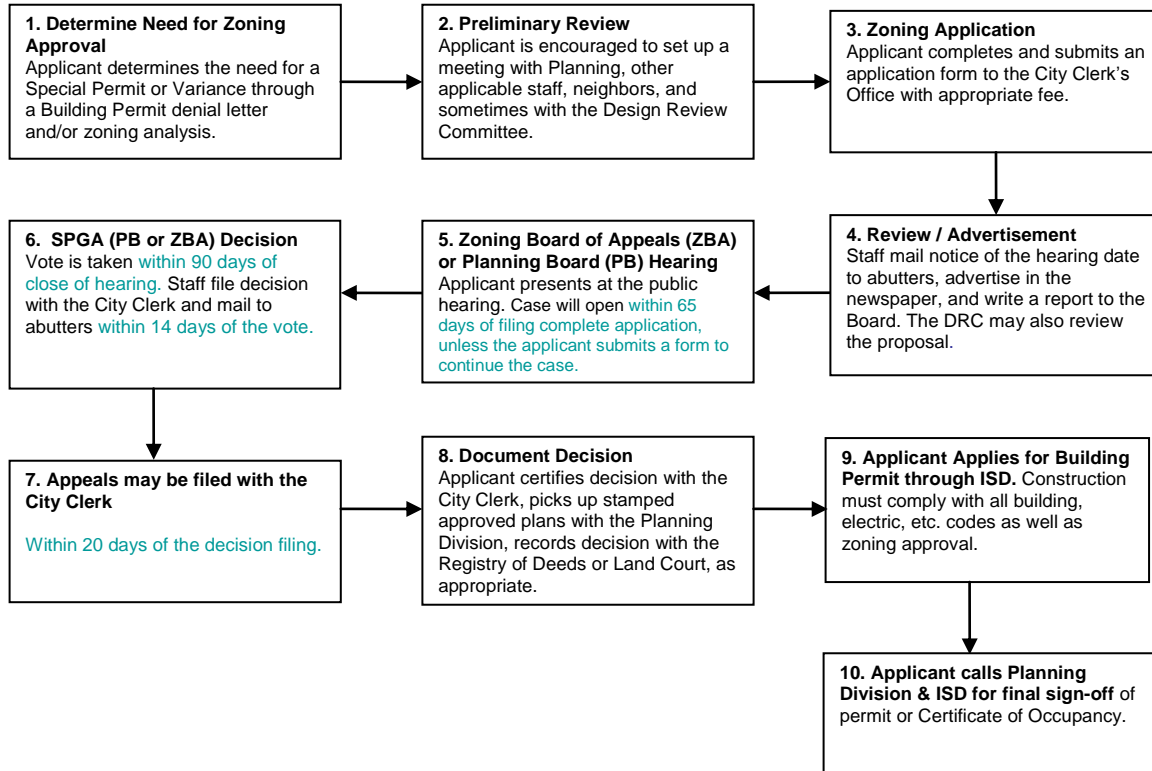 1. Determine Need for Zoning
Approval
Applicant determines the need for a
Special Permit or Variance through
a Building Permit denial letter
and/or zoning analysis.
2. Preliminary Review
Applicant is encouraged to set up a
meeting with Planning, other
applicable staff, neighbors, and
sometimes with the Design Review
Committee.
3. Zoning Application
Applicant completes and submits an
application form to the City Clerk's
Office with appropriate fee.
4. Review / Advertisement
Staff mail notice of the hearing date
to abutters, advertise in the
newspaper, and write a report to the
Board. The DRC may also review
the proposal.
5. Zoning Board of Appeals (ZBA)
or Planning Board (PB) Hearing
Applicant presents at the public
hearing. Case will open within 65
days of filing complete application,
unless the applicant submits a form to
continue the case.
6. SPGA (PB or ZBA) Decision
Vote is taken within 90 days of
close of hearing. Staff file decision
with the City Clerk and mail to
abutters within 14 days of the vote.
7. Appeals may be filed with the
City Clerk
Within 20 days of the decision filing.
8. Document Decision
Applicant certifies decision with the
City Clerk, picks up stamped
approved plans with the Planning
Division, records decision with the
Registry of Deeds or Land Court, as
appropriate.
9. Applicant Applies for Building
Permit through ISD. Construction
must comply with all building,
electric, etc. codes as well as
zoning approval.
10. Applicant calls Planning
Division & ISD for final sign-off of
permit or Certificate of Occupancy.